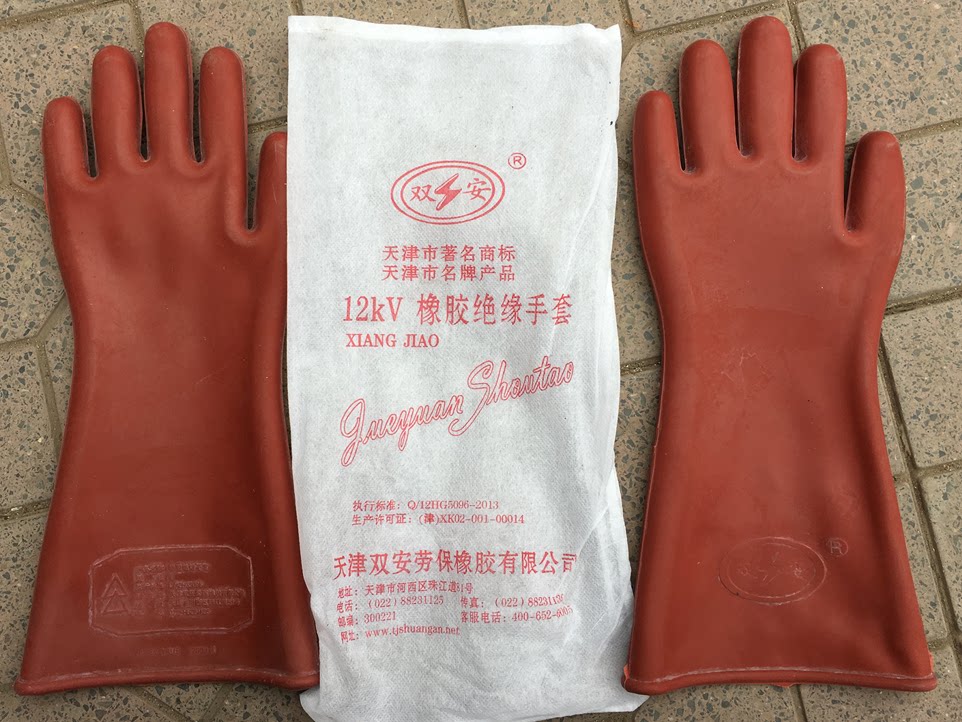 双安
®
天津市著名商标
天津市名牌产品
12kV 橡胶绝缘手套
XIANG JIAO
Jueyuan Shoutao
执行标准: Q/12HG5096-2013
生产许可证: (津)XK02-001-00014
天津双安劳保橡胶有限公司
地址: 天津市河西区珠江道
电话: (022) 88231125 传真: (022)
邮编: 300221 客服电话: 400-652-6005
网址: www.tjshuangan.net
®